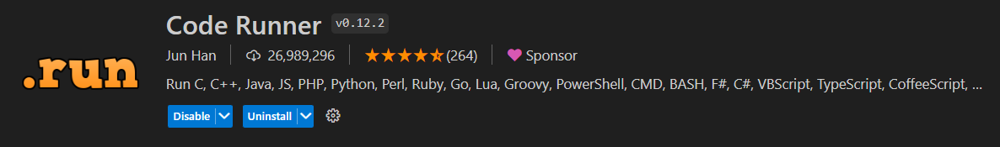 Code Runner v0.12.2
.run
Jun Han 26,989,296 (264) Sponsor
Run C, C++, Java, JS, PHP, Python, Perl, Ruby, Go, Lua, Groovy, PowerShell, CMD, BASH, F#, C#, VBScript, TypeScript, CoffeeScript, ...
Disable Uninstall